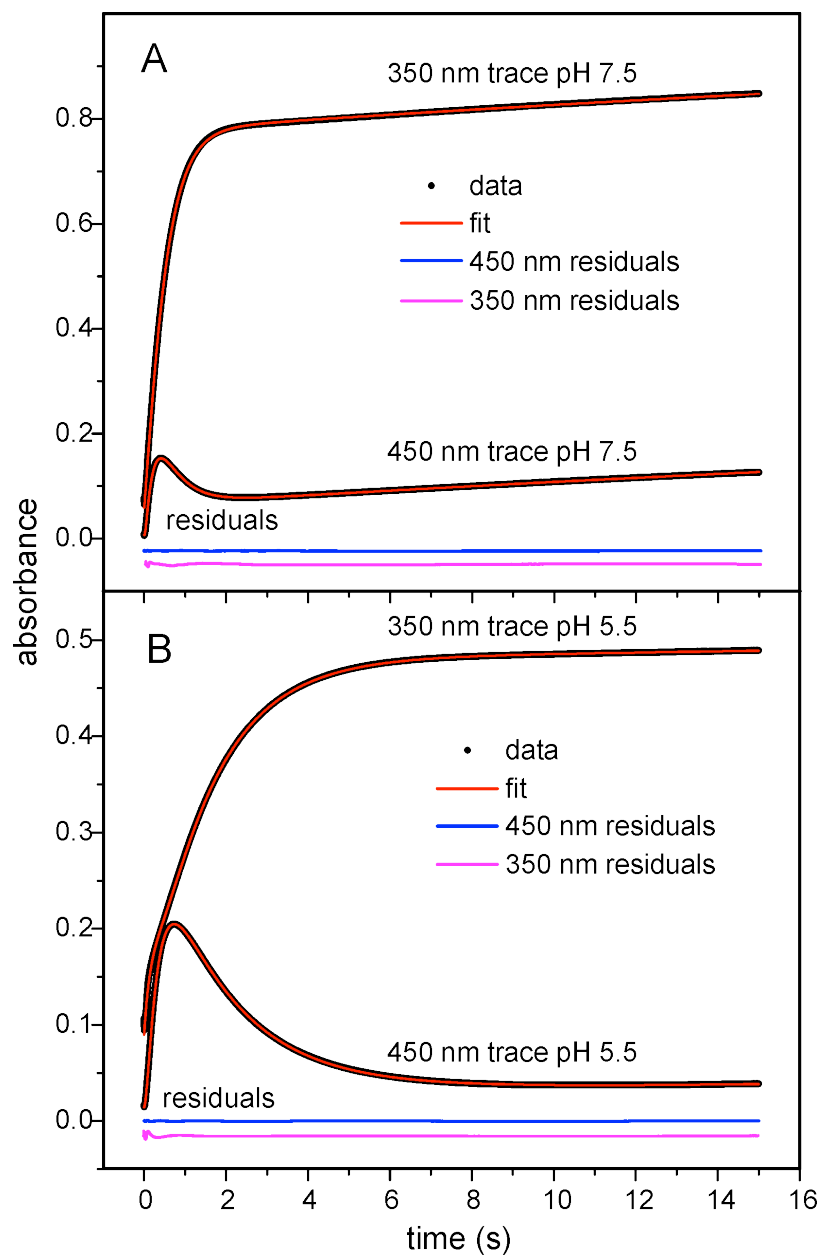 A
350 nm trace pH 7.5
0.8
data
fit
0.6
450 nm residuals
350 nm residuals
0.4
0.2
450 nm trace pH 7.5
residuals
0.0
absorbance
B
350 nm trace pH 5.5
0.5
0.4
data
fit
0.3
450 nm residuals
350 nm residuals
0.2
0.1
450 nm trace pH 5.5
residuals
0.0
0 2 4 6 8 10 12 14 16
time (s)